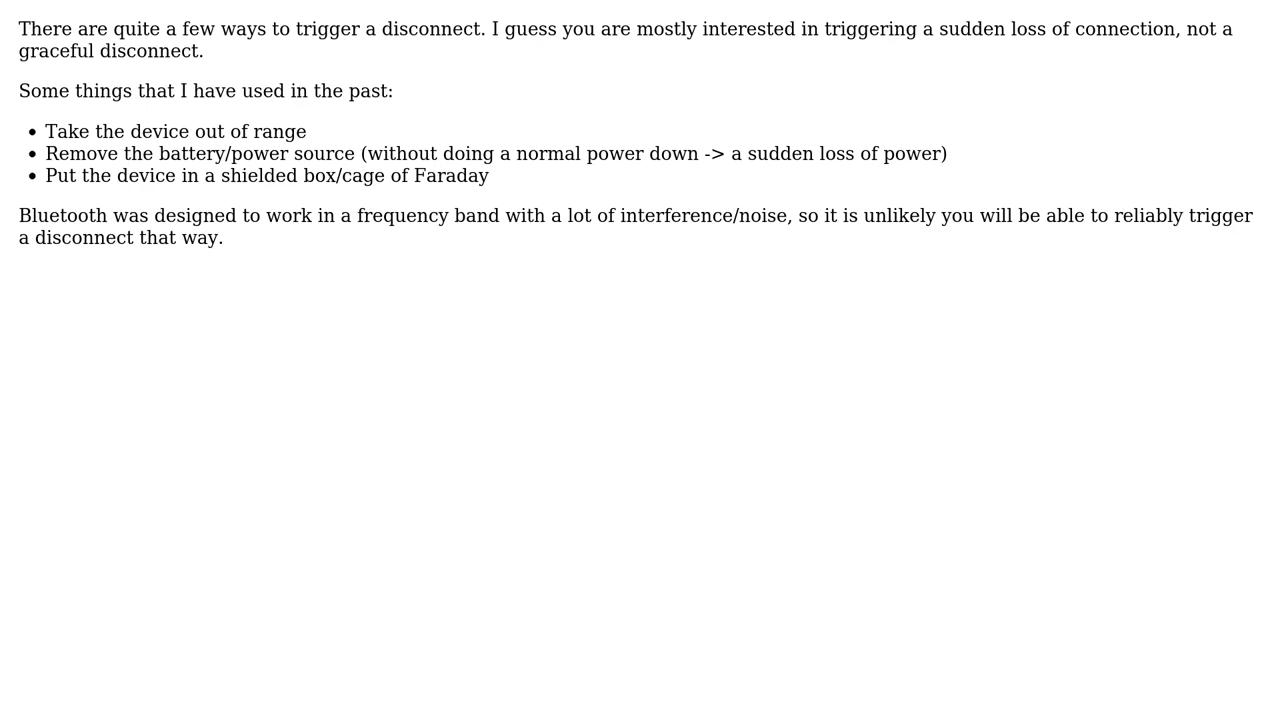 There are quite a few ways to trigger a disconnect. I guess you are mostly interested in triggering a sudden loss of connection, not a
graceful disconnect.
Some things that I have used in the past:
• Take the device out of range
• Remove the battery/power source (without doing a normal power down -> a sudden loss of power)
• Put the device in a shielded box/cage of Faraday
Bluetooth was designed to work in a frequency band with a lot of interference/noise, so it is unlikely you will be able to reliably trigger
a disconnect that way.